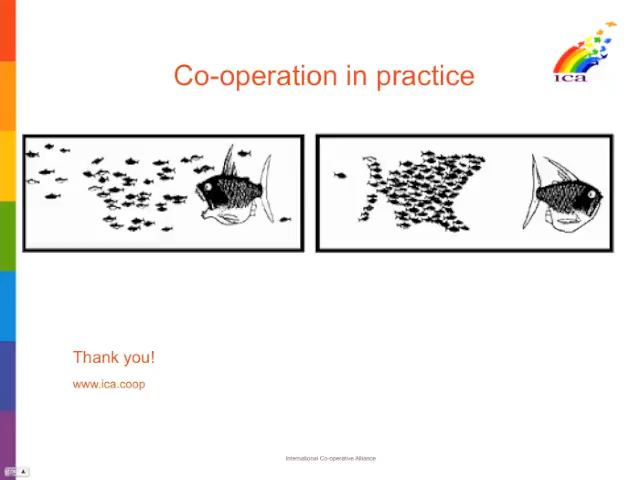 Co-operation in practice
ica
Thank you!
www.ica.coop
International Co-operative Alliance